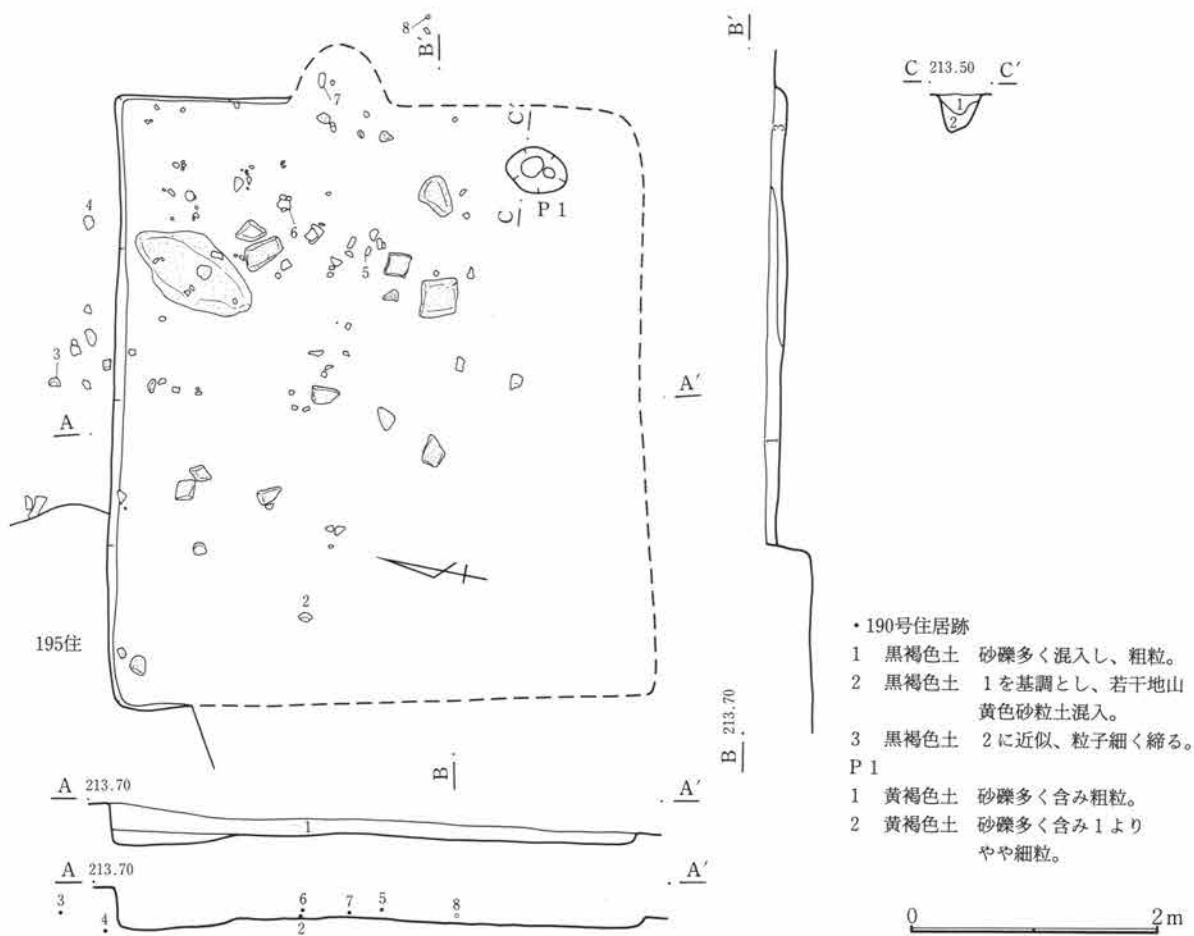 8
B′
B′
C 213.50 C′
1
2
7
C
3
4
C
P 1
6
5
3
A′
A
1
2
195住
B 213.70
B
A 213.70 A′
1
A 213.70 A′
3
6
7
5
8
4
2
・190号住居跡
1 黒褐色土 砂礫多く混入し、粗粒。
2 黒褐色土 1を基調とし、若干地山
黄色砂粒土混入。
3 黒褐色土 2に近似、粒子細く締る。
P 1
1 黄褐色土 砂礫多く含み粗粒。
2 黄褐色土 砂礫多く含み1より
やや細粒。
0 2m